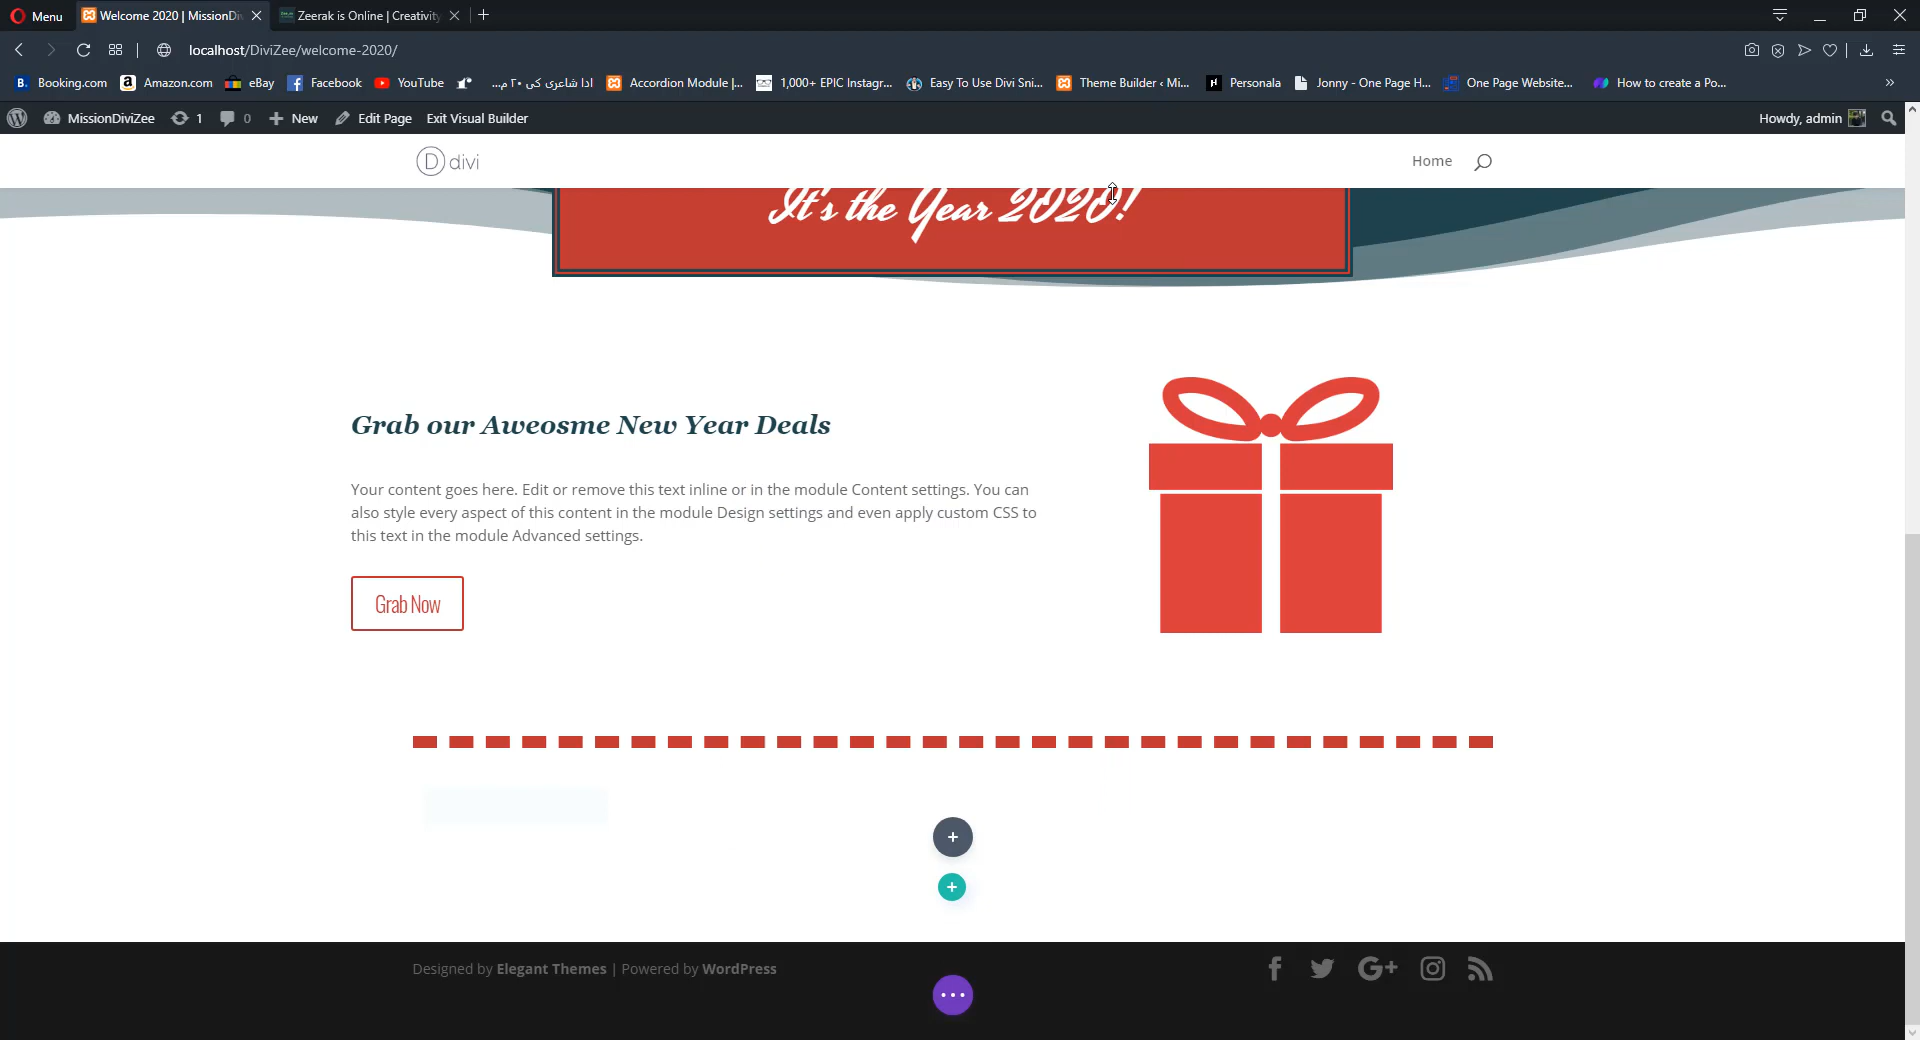 Menu
Welcome 2020 | MissionDi
Zeerak is Online | Creativity
localhost/DiviZee/welcome-2020/
B. Booking.com
a Amazon.com
eBay
Facebook
YouTube
ادا شاعری کی ۲۰ م...
Accordion Module |...
1,000+ EPIC Instagr...
Easy To Use Divi Sni...
Theme Builder ‹ Mi...
Personala
Jonny - One Page H...
One Page Website...
How to create a Po...
»
MissionDiviZee
1
0
New
Edit Page
Exit Visual Builder
Howdy, admin
D divi
Home
It's the Year 2020!
Grab our Aweosme New Year Deals
Your content goes here. Edit or remove this text inline or in the module Content settings. You can
also style every aspect of this content in the module Design settings and even apply custom CSS to
this text in the module Advanced settings.
Grab Now
Designed by Elegant Themes | Powered by WordPress
G+